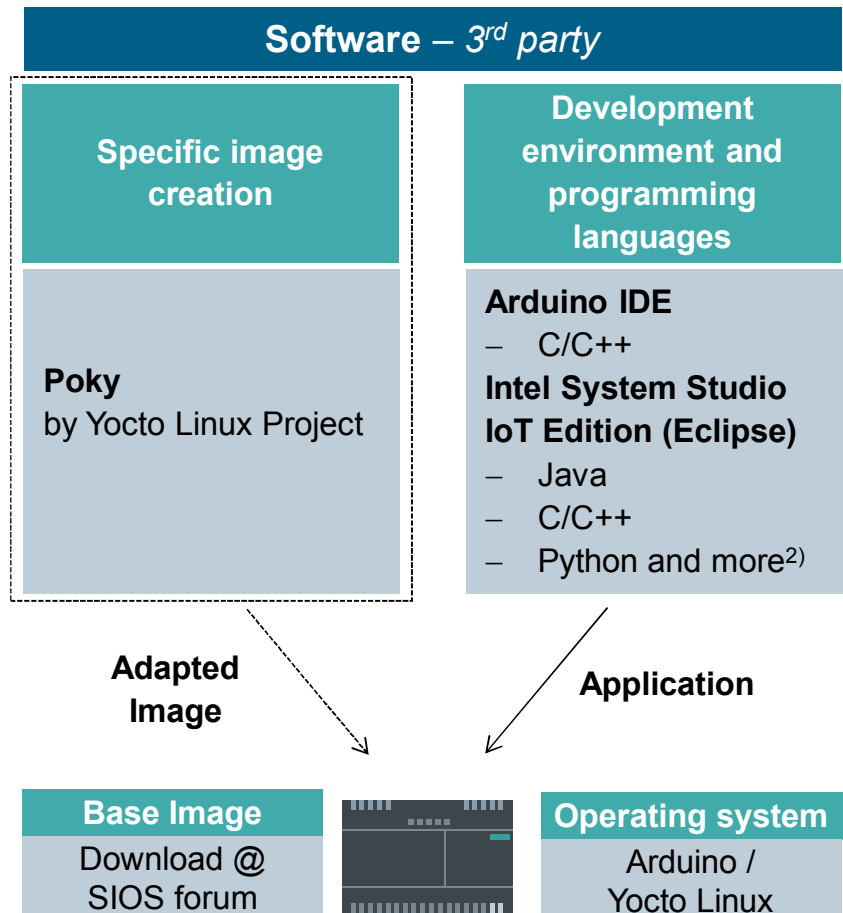 Software – 3rd party
Specific image
creation
Poky
by Yocto Linux Project
Development
environment and
programming
languages
Arduino IDE
– C/C++
Intel System Studio
IoT Edition (Eclipse)
– Java
– C/C++
– Python and more2)
Adapted
Image
Application
Base Image
Download @
SIOS forum
Operating system
Arduino /
Yocto Linux